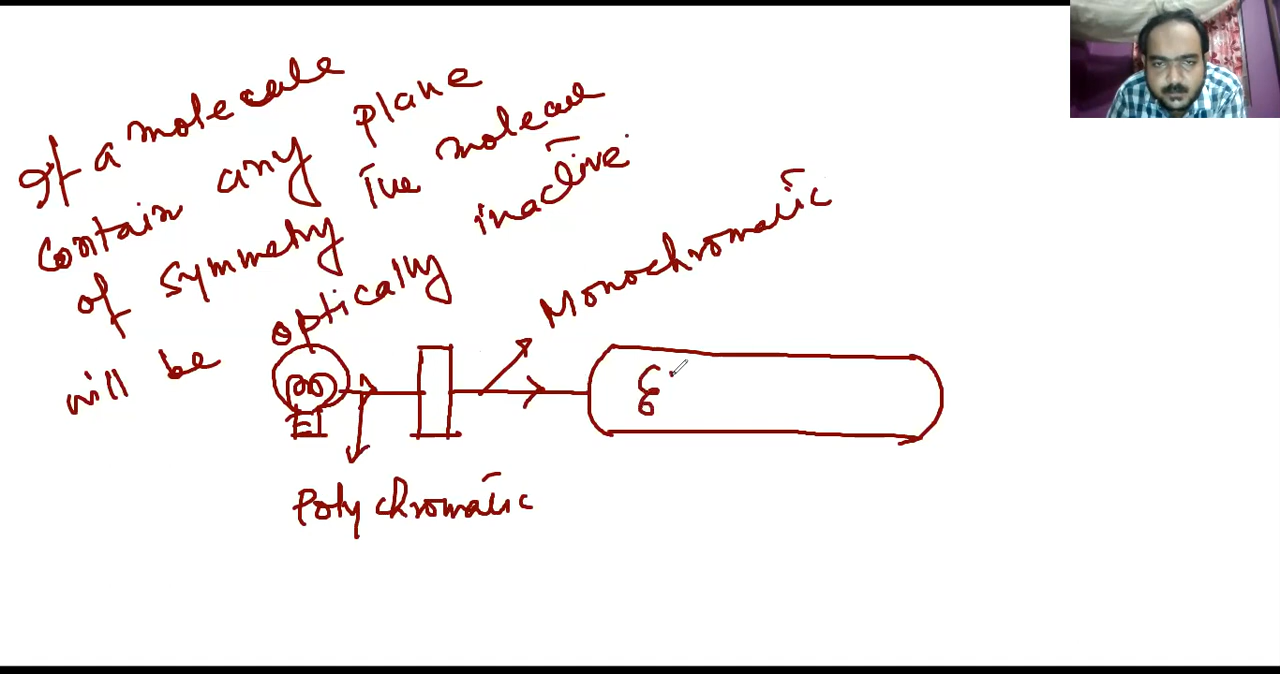 If a molecule
contain any plane
of symmetry the molecule
will be optically inactive
Monochromatic
Polychromatic